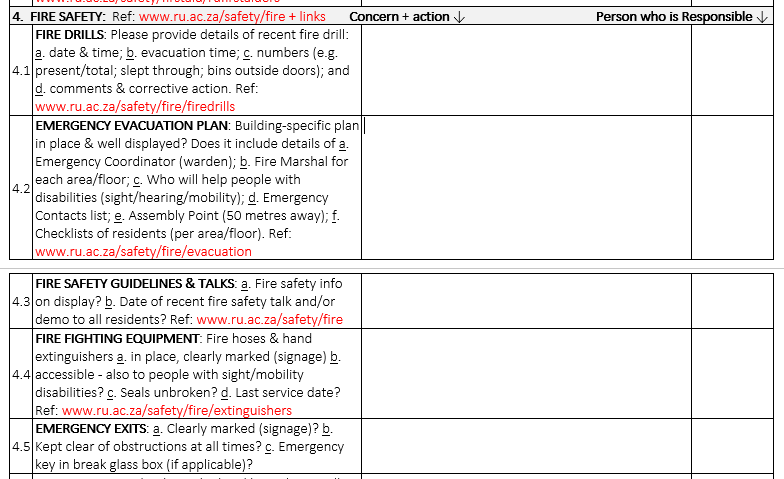 4. FIRE SAFETY: Ref: www.ru.ac.za/safety/fire + links Concern + action ↓ Person who is Responsible ↓
FIRE DRILLS: Please provide details of recent fire drill:
a. date & time; b. evacuation time; c. numbers (e.g.
4.1 present/total; slept through; bins outside doors); and
d. comments & corrective action. Ref:
www.ru.ac.za/safety/fire/firedrills
EMERGENCY EVACUATION PLAN: Building-specific plan
in place & well displayed? Does it include details of a.
Emergency Coordinator (warden); b. Fire Marshal for
each area/floor; c. Who will help people with
4.2 disabilities (sight/hearing/mobility); d. Emergency
Contacts list; e. Assembly Point (50 metres away); f.
Checklists of residents (per area/floor). Ref:
www.ru.ac.za/safety/fire/evacuation
FIRE SAFETY GUIDELINES & TALKS: a. Fire safety info
4.3 on display? b. Date of recent fire safety talk and/or
demo to all residents? Ref: www.ru.ac.za/safety/fire
FIRE FIGHTING EQUIPMENT: Fire hoses & hand
extinguishers a. in place, clearly marked (signage) b.
4.4 accessible - also to people with sight/mobility
disabilities? c. Seals unbroken? d. Last service date?
Ref: www.ru.ac.za/safety/fire/extinguishers
EMERGENCY EXITS: a. Clearly marked (signage)? b.
4.5 Kept clear of obstructions at all times? c. Emergency
key in break glass box (if applicable)?